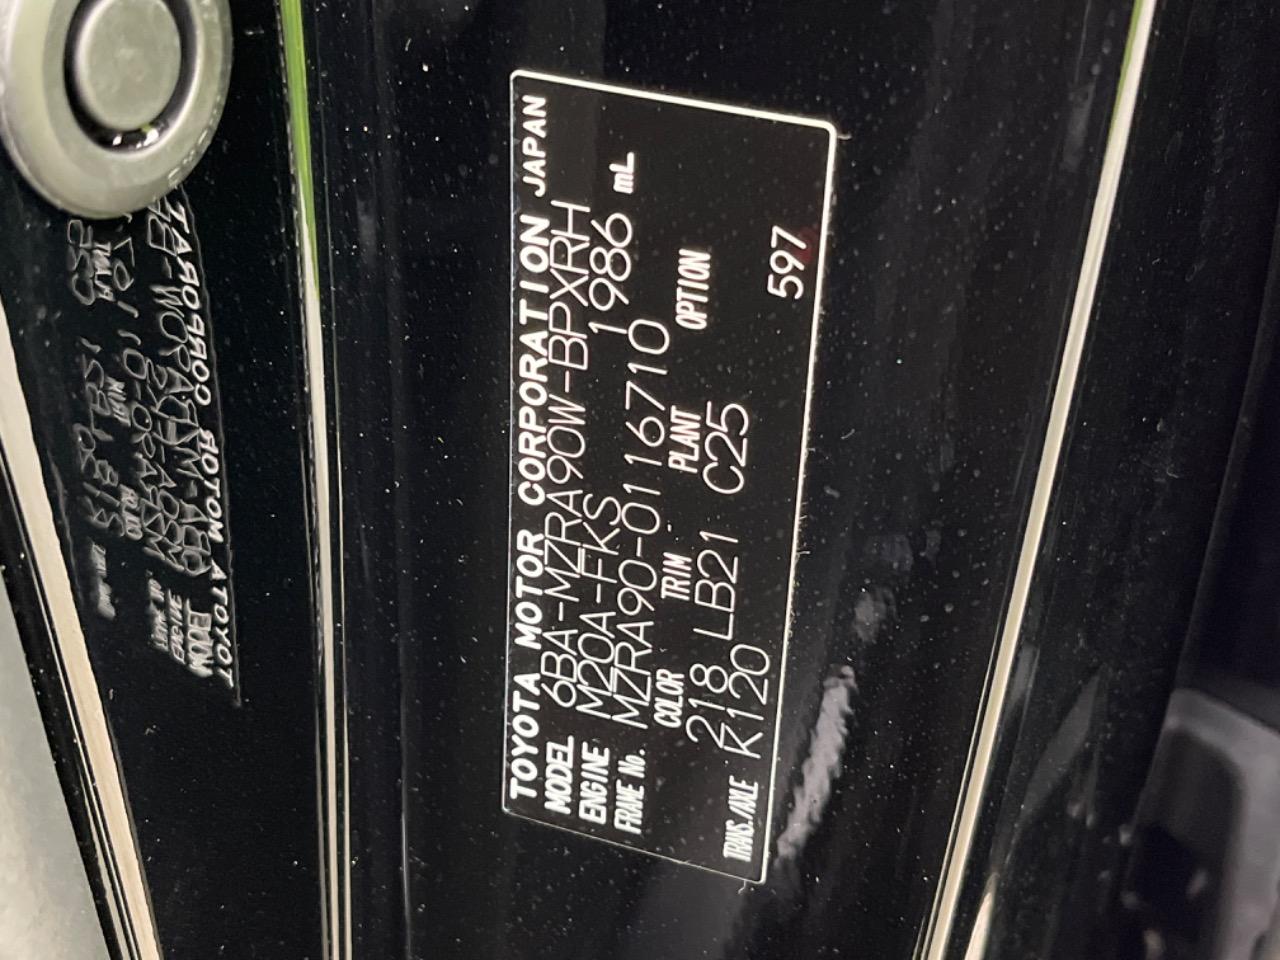 TOYOTA MOTOR CORPORATION JAPAN
MODEL 6BA-MZRA90W-BPXRH
ENGINE M20A-FKS 1986 mL
FRAME No. MZRA90-0116710
COLOR TRIM PLANT OPTION
218 LB21 C25
TRANS./AXLE K120
597